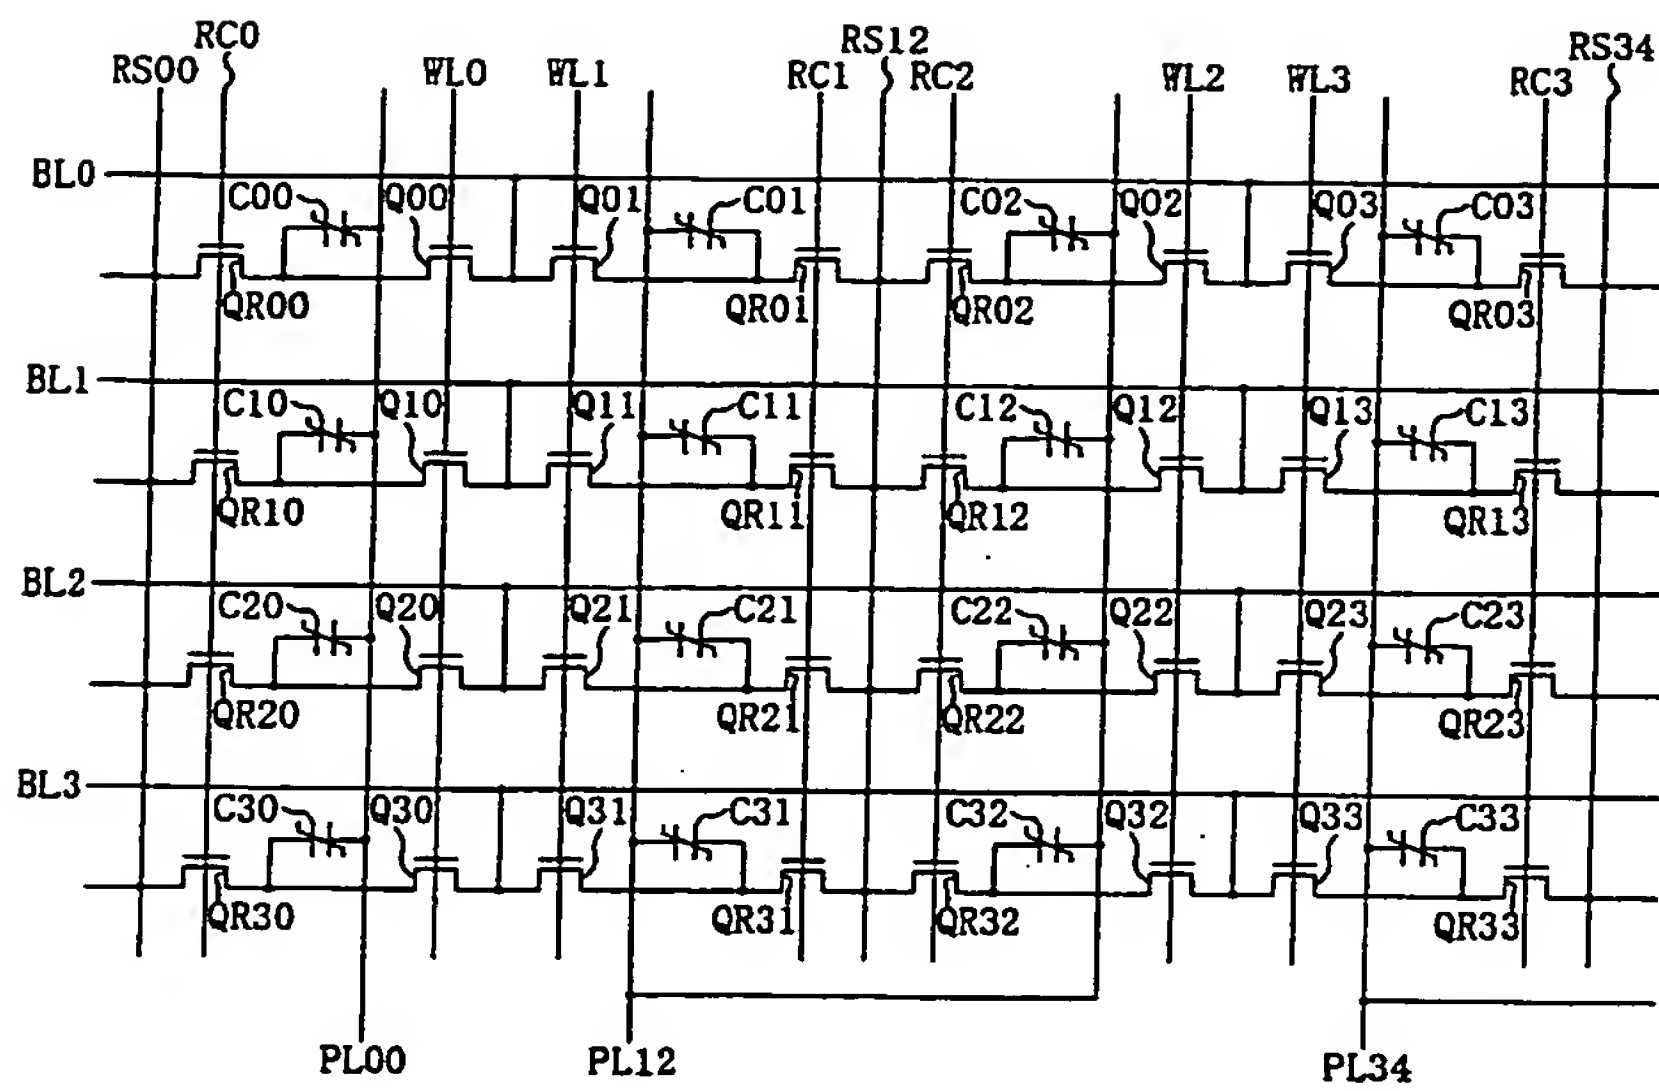 RS00 RC0 WL0 WL1 RC1 RS12 RC2 WL2 WL3 RC3 RS34
BL0
C00 Q00 Q01 C01 C02 Q02 Q03 C03
QR00 QR01 QR02 QR03
BL1
C10 Q10 Q11 C11 C12 Q12 Q13 C13
QR10 QR11 QR12 QR13
BL2
C20 Q20 Q21 C21 C22 Q22 Q23 C23
QR20 QR21 QR22 QR23
BL3
C30 Q30 Q31 C31 C32 Q32 Q33 C33
QR30 QR31 QR32 QR33
PL00 PL12 PL34